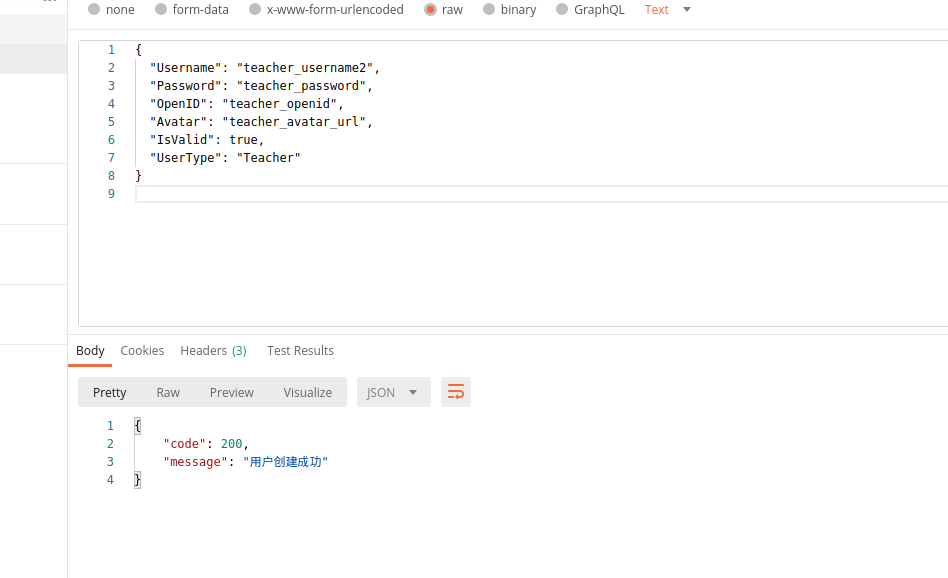 none form-data x-www-form-urlencoded raw binary GraphQL Text
1 {
2 "Username": "teacher_username2",
3 "Password": "teacher_password",
4 "OpenID": "teacher_openid",
5 "Avatar": "teacher_avatar_url",
6 "IsValid": true,
7 "UserType": "Teacher"
8 }
9
Body Cookies Headers (3) Test Results
Pretty Raw Preview Visualize JSON
1 {
2 "code": 200,
3 "message": "用户创建成功"
4 }